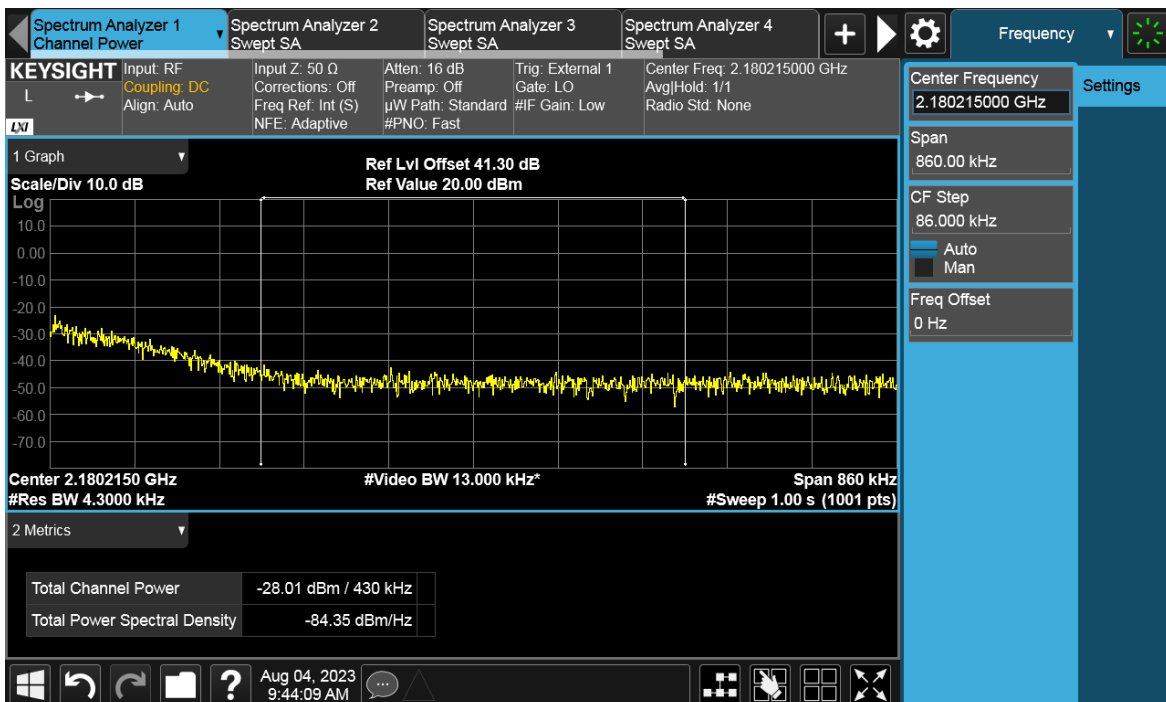 Spectrum Analyzer 1
Channel Power
Spectrum Analyzer 2
Swept SA
Spectrum Analyzer 3
Swept SA
Spectrum Analyzer 4
Swept SA
Frequency
KEYSIGHT
L
LXI
Input: RF
Coupling: DC
Align: Auto
Input Z: 50 Ω
Corrections: Off
Freq Ref: Int (S)
NFE: Adaptive
Atten: 16 dB
Preamp: Off
µW Path: Standard
#PNO: Fast
Trig: External 1
Gate: LO
#IF Gain: Low
Center Freq: 2.180215000 GHz
Avg|Hold: 1/1
Radio Std: None
Center Frequency
2.180215000 GHz
Settings
Span
860.00 kHz
CF Step
86.000 kHz
Auto
Man
Freq Offset
0 Hz
1 Graph
Scale/Div 10.0 dB
Ref Lvl Offset 41.30 dB
Ref Value 20.00 dBm
Log
10.0
0.00
-10.0
-20.0
-30.0
-40.0
-50.0
-60.0
-70.0
Center 2.1802150 GHz
#Video BW 13.000 kHz*
Span 860 kHz
#Res BW 4.3000 kHz
#Sweep 1.00 s (1001 pts)
2 Metrics
Total Channel Power -28.01 dBm / 430 kHz
Total Power Spectral Density -84.35 dBm/Hz
?
Aug 04, 2023
9:44:09 AM